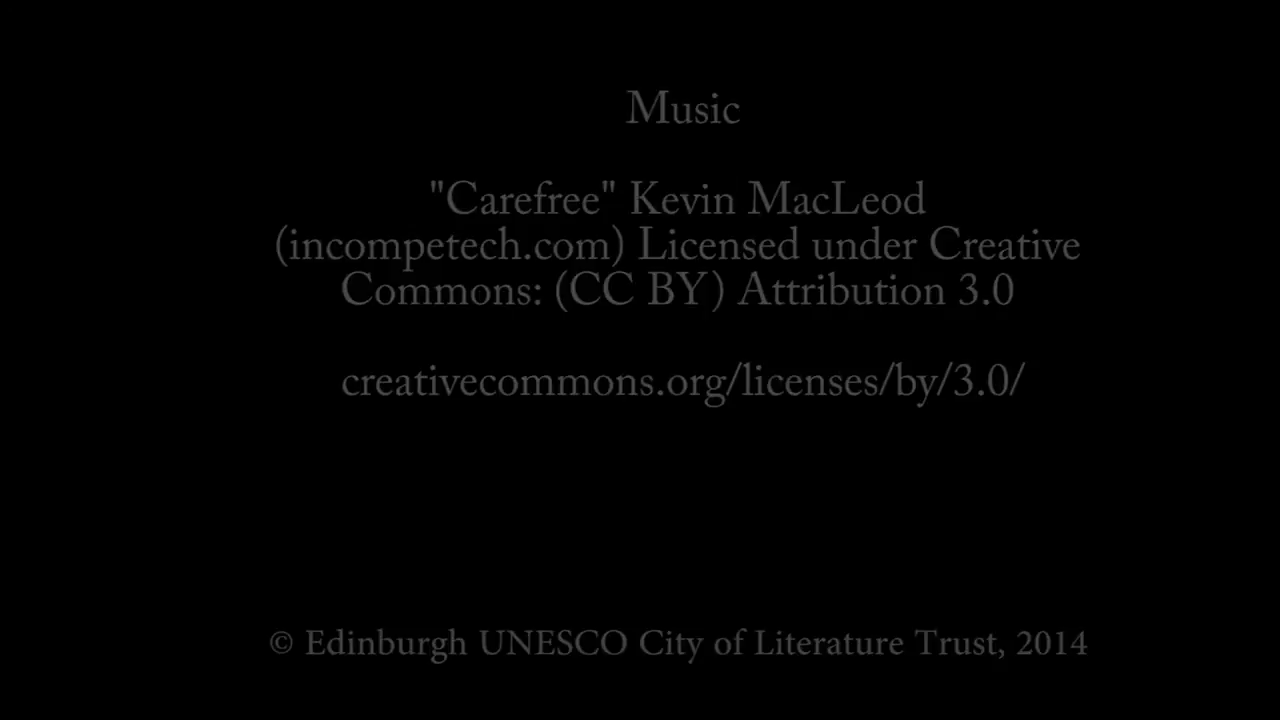 Music
"Carefree" Kevin MacLeod
(incompetech.com) Licensed under Creative
Commons: (CC BY) Attribution 3.0
creativecommons.org/licenses/by/3.0/
© Edinburgh UNESCO City of Literature Trust, 2014